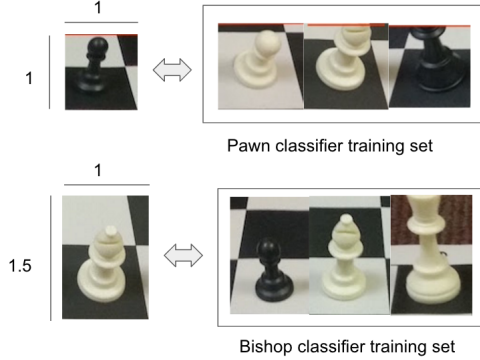 1
1
Pawn classifier training set
1
1.5
Bishop classifier training set